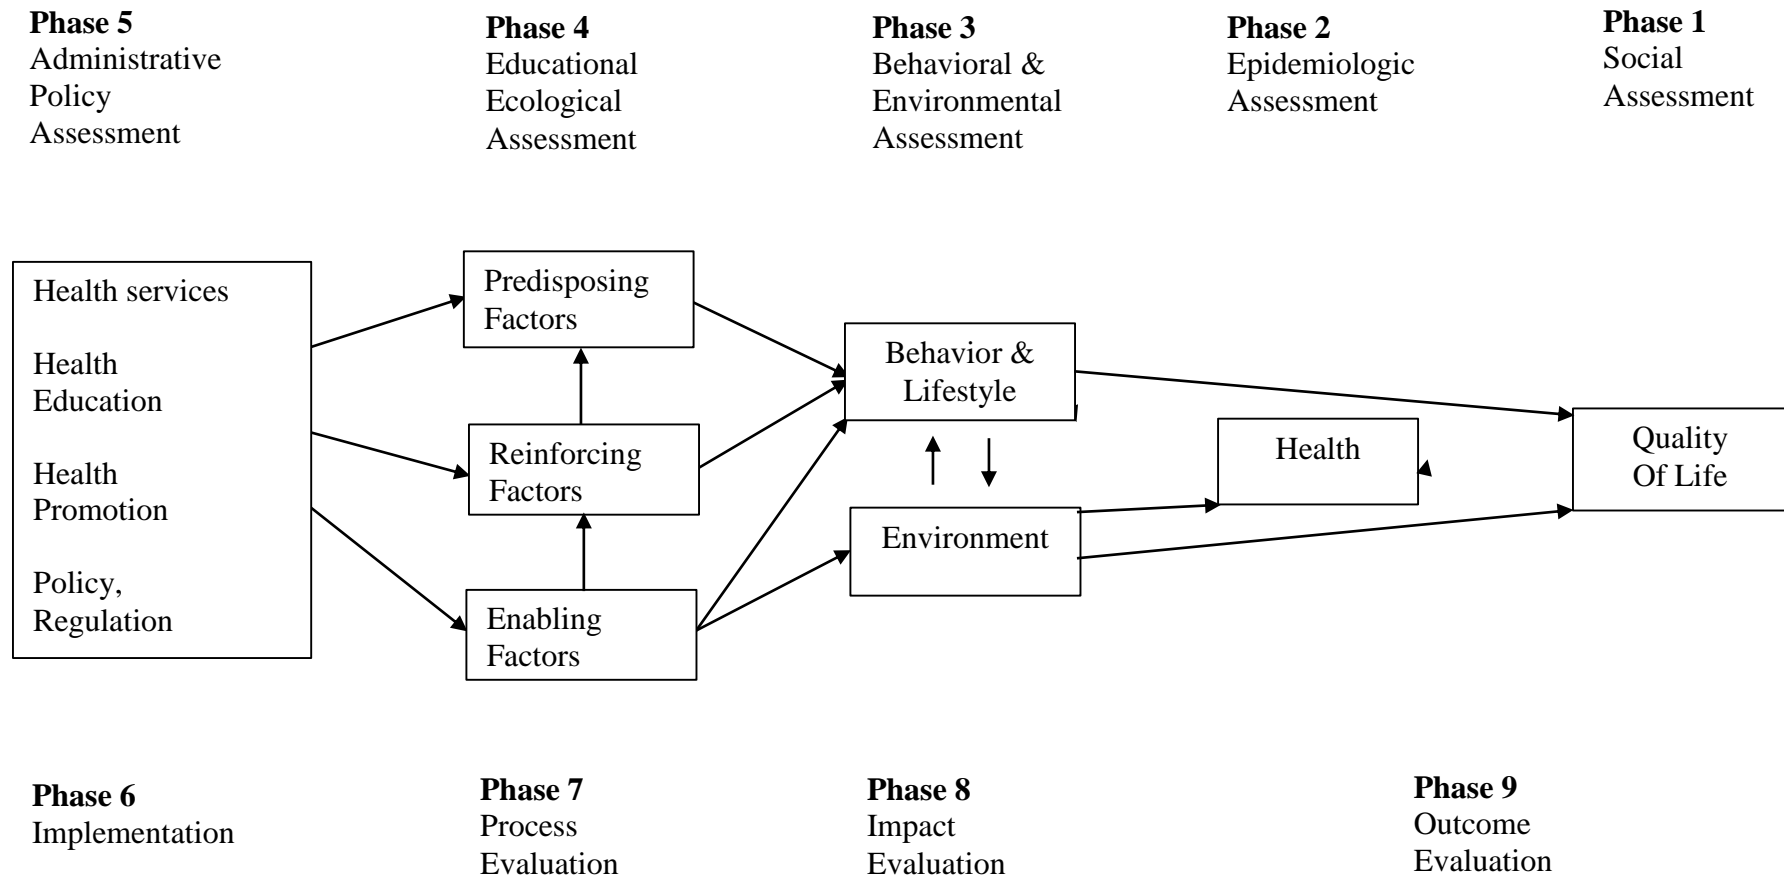 Phase 5
Administrative
Policy
Assessment
Phase 4
Educational
Ecological
Assessment
Phase 3
Behavioral &
Environmental
Assessment
Phase 2
Epidemiologic
Assessment
Phase 1
Social
Assessment
Health services
Health
Education
Health
Promotion
Policy,
Regulation
Predisposing
Factors
Reinforcing
Factors
Enabling
Factors
Behavior &
Lifestyle
Environment
Health
Quality
Of Life
Phase 6
Implementation
Phase 7
Process
Evaluation
Phase 8
Impact
Evaluation
Phase 9
Outcome
Evaluation